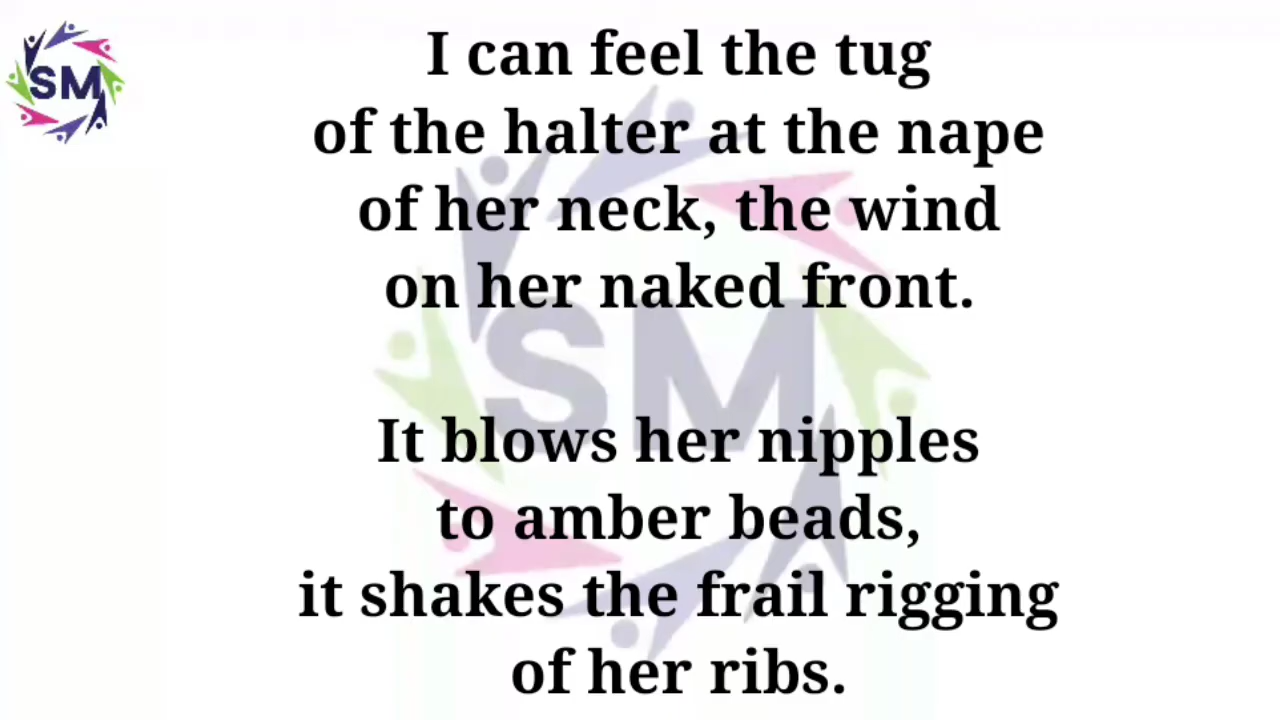 SM
I can feel the tug
of the halter at the nape
of her neck, the wind
on her naked front.
SM
It blows her nipples
to amber beads,
it shakes the frail rigging
of her ribs.